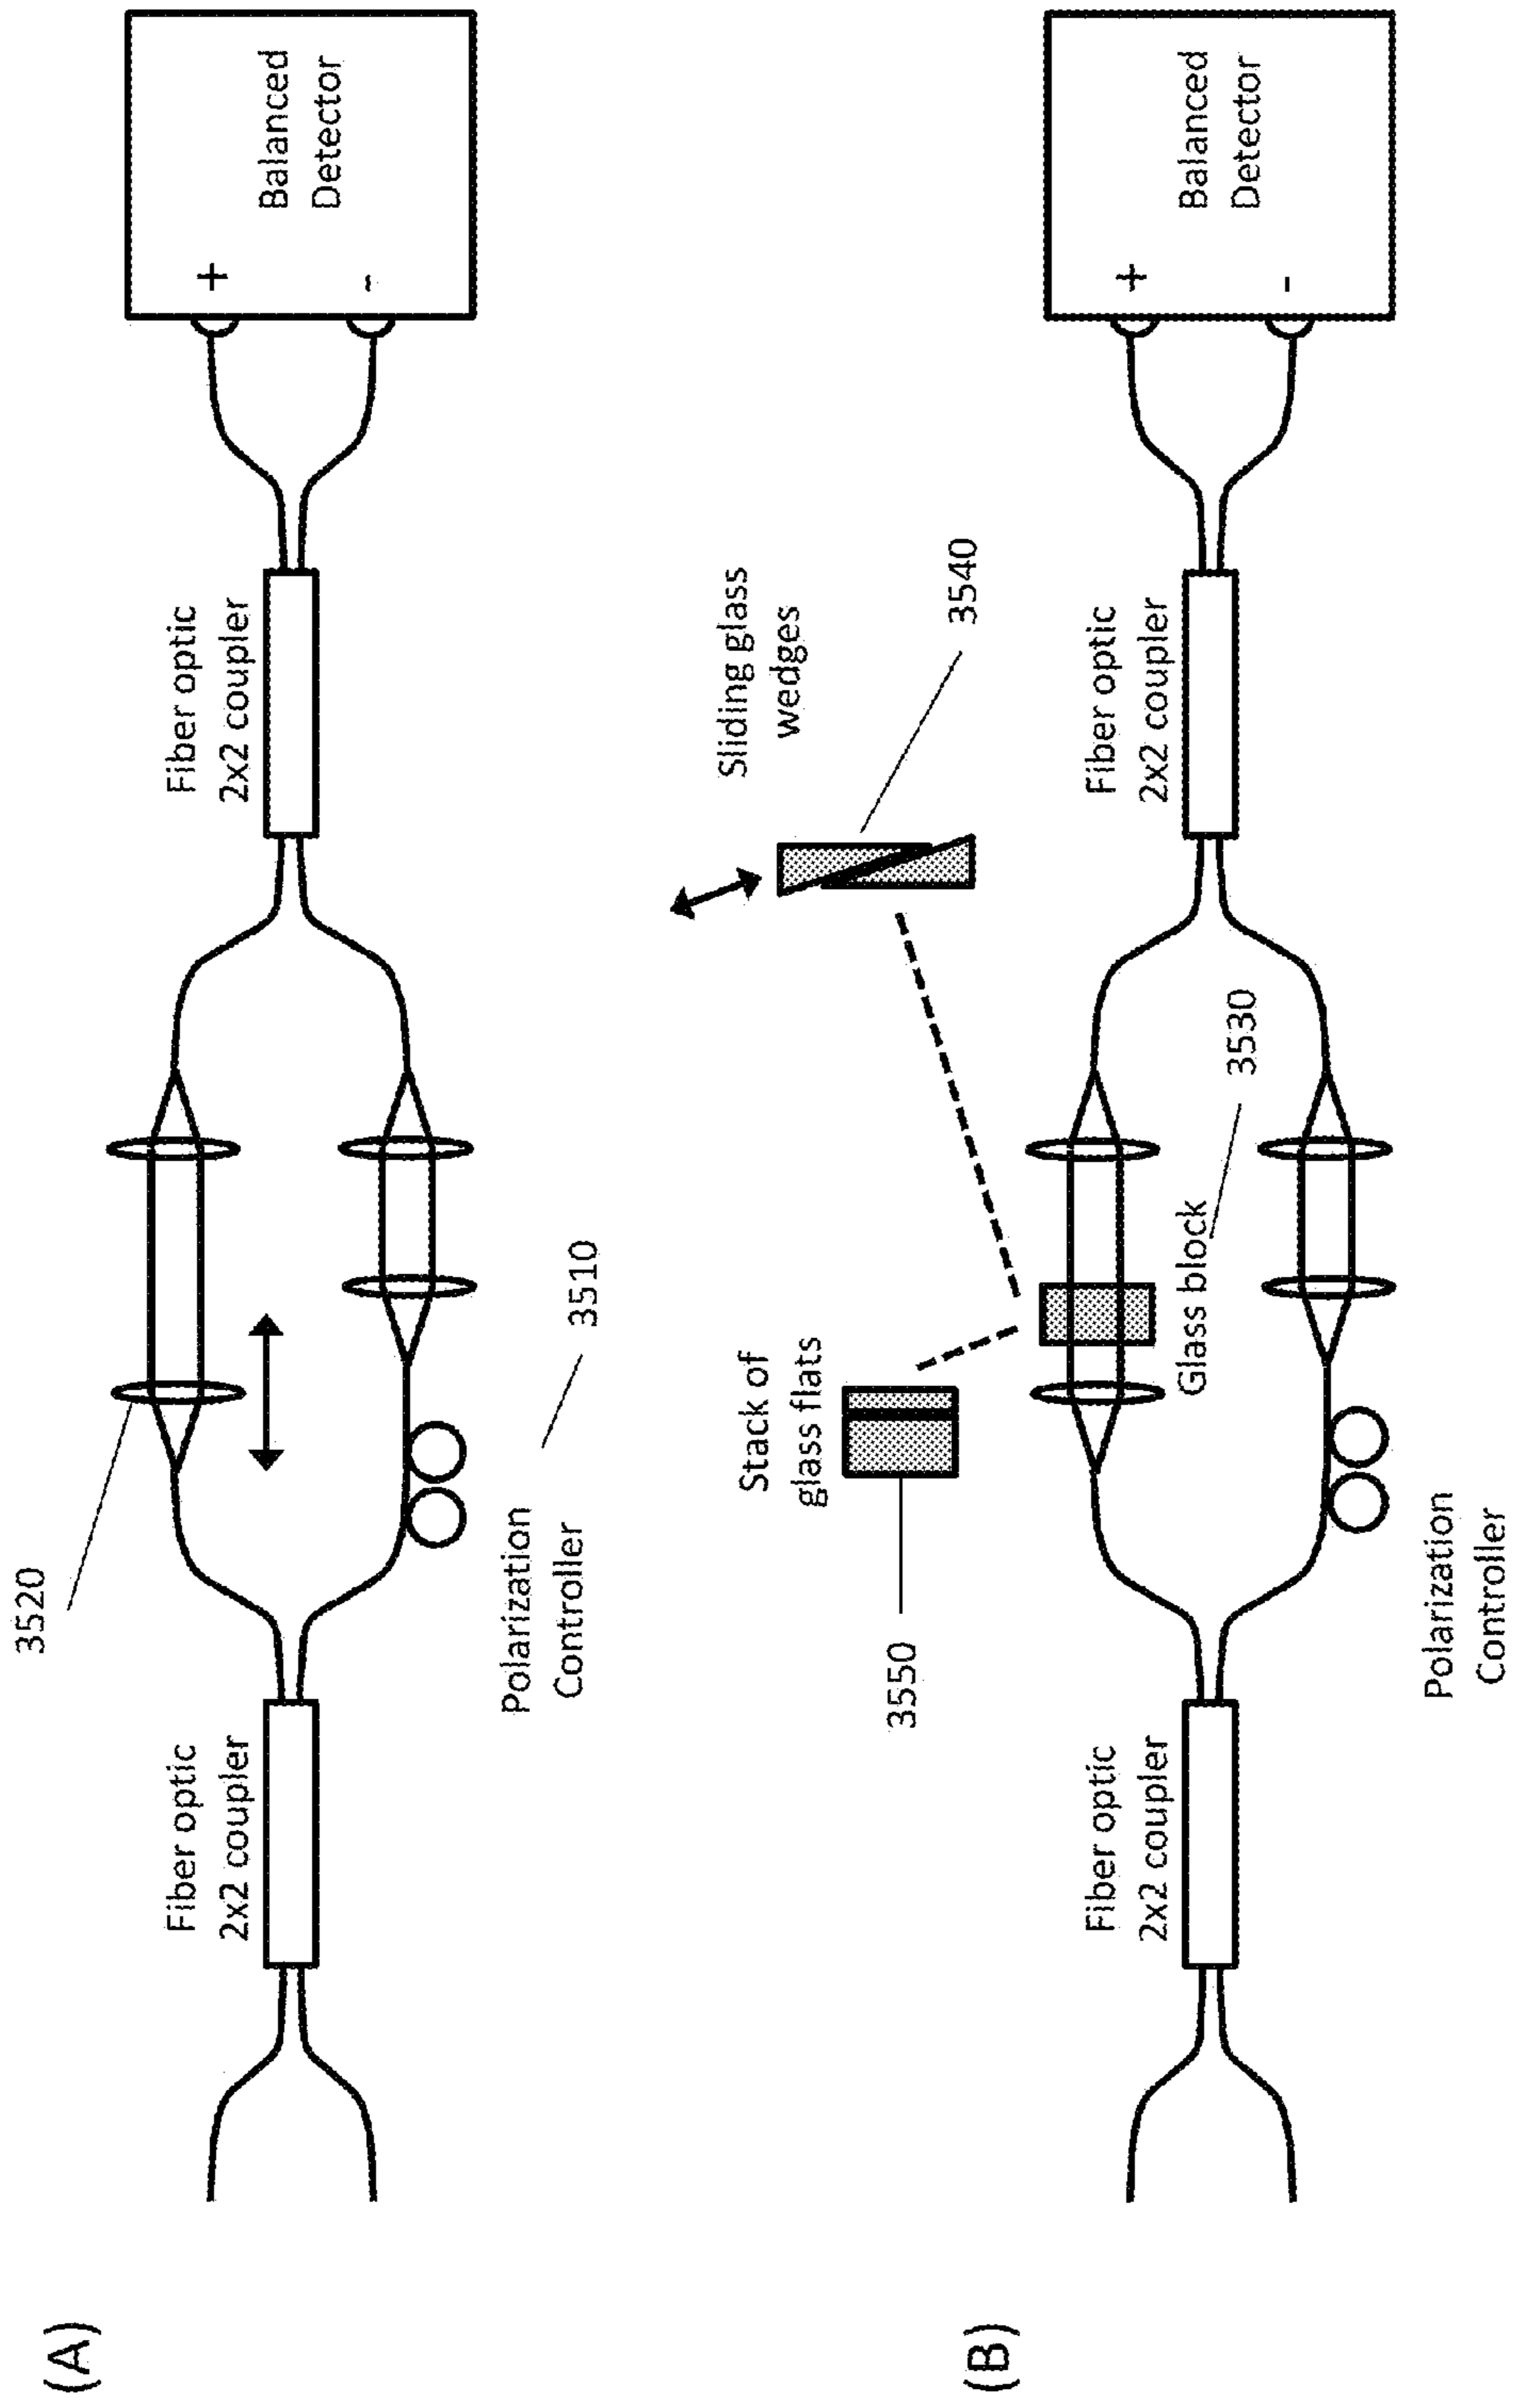 (A)
3520
Fiber optic
2x2 coupler
Polarization
Controller
3510
Fiber optic
2x2 coupler
+
-
Balanced
Detector
(B)
3550
Stack of
glass flats
Sliding glass
wedges
3540
Fiber optic
2x2 coupler
Polarization
Controller
Glass block
3530
Fiber optic
2x2 coupler
+
-
Balanced
Detector